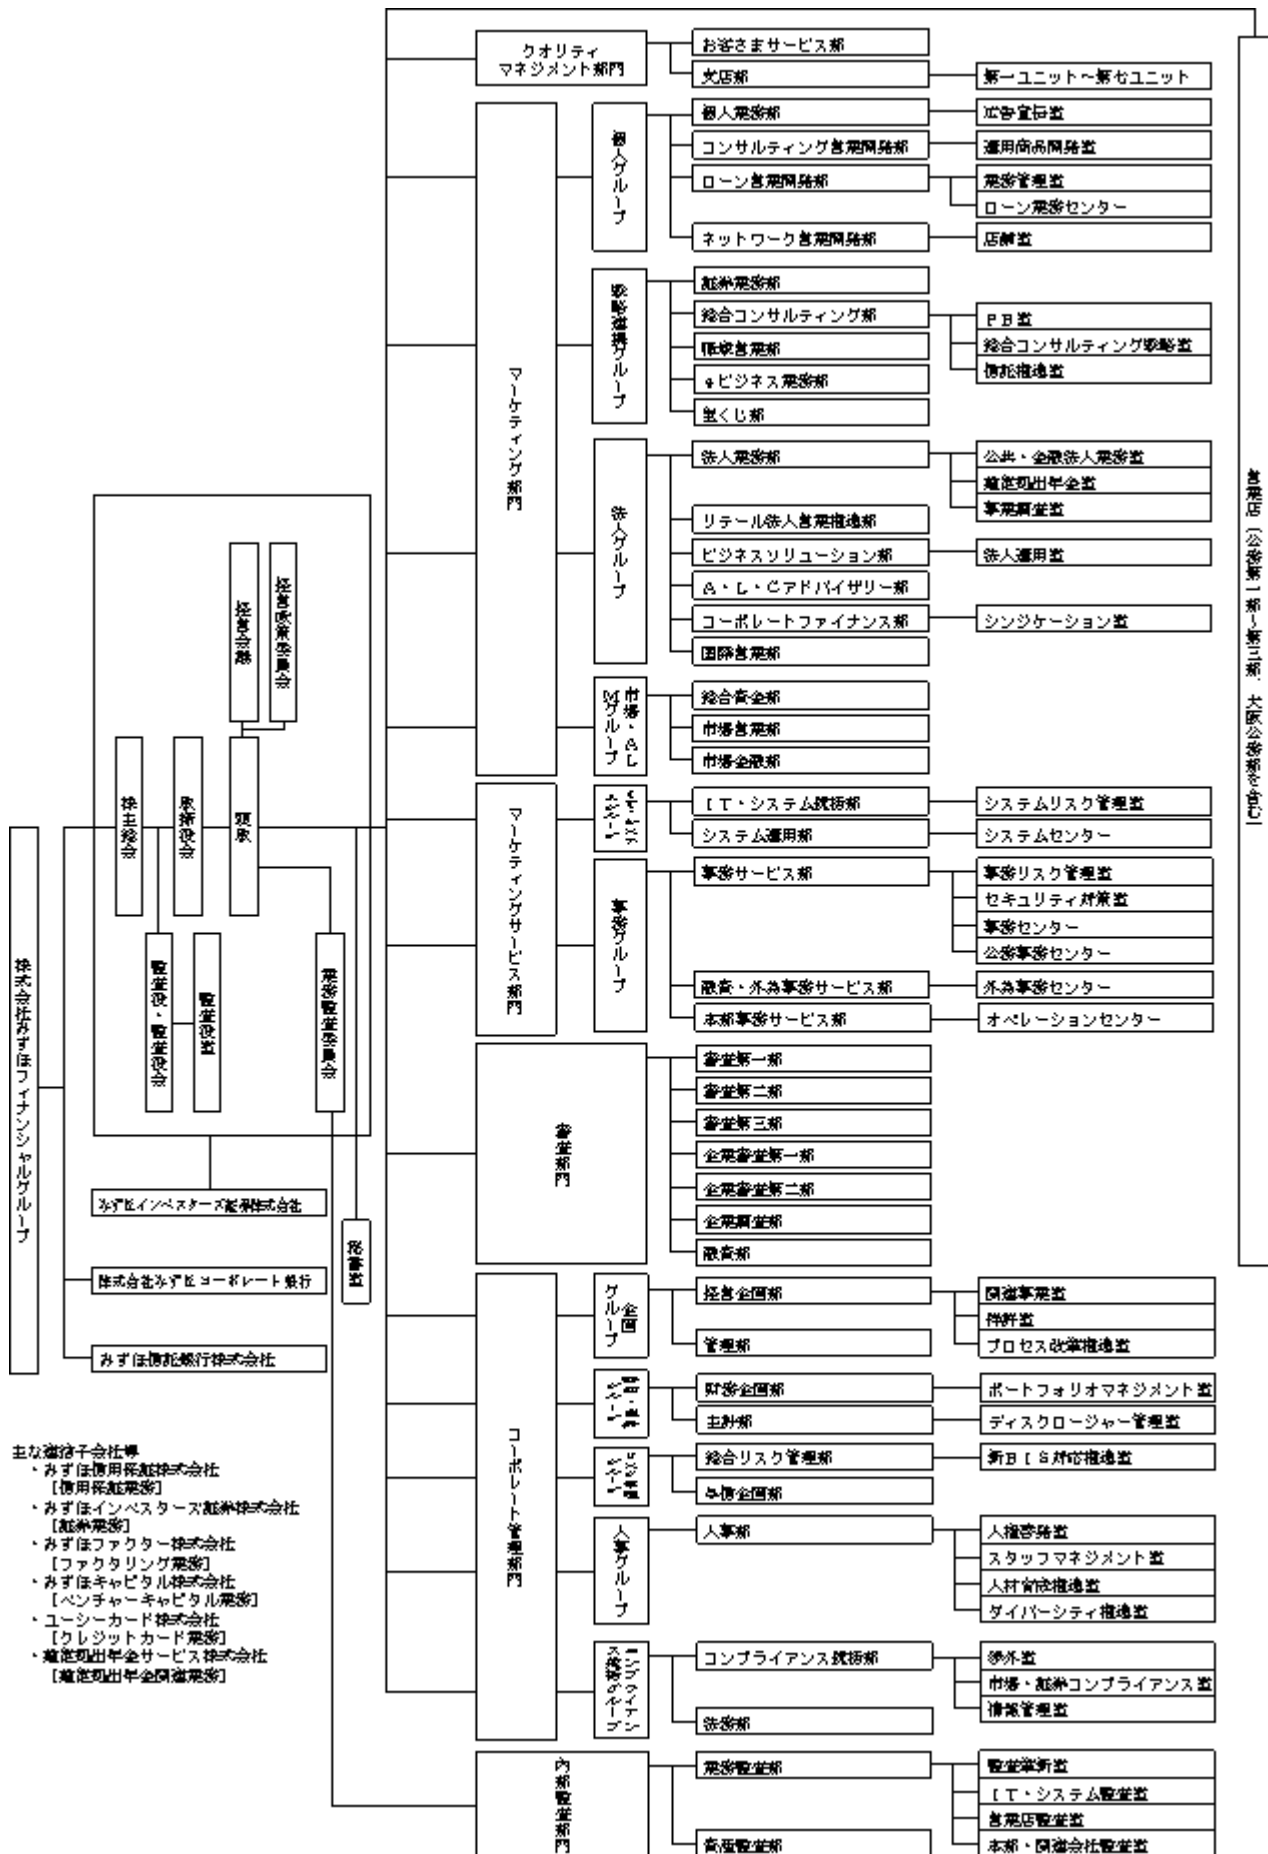 クオリティ
マネジメント部門
お客さまサービス部
支店部
第一ユニット～第七ユニット
マーケティング部門
個人グループ
個人業務部
広告宣伝室
コンサルティング営業開発部
運用商品開発室
ローン営業開発部
業務管理室
ローン業務センター
ネットワーク営業開発部
店舗室
戦略連携グループ
証券業務部
総合コンサルティング部
PB室
総合コンサルティング戦略室
信託推進室
職域営業部
eビジネス業務部
宝くじ部
法人グループ
法人業務部
公共・金融法人業務室
確定拠出年金室
事業調査室
リテール法人営業推進部
ビジネスソリューション部
法人運用室
A・L・Cアドバイザリー部
コーポレートファイナンス部
シンジケーション室
国際営業部
市場・AL
Mグループ
総合資金部
市場営業部
市場金融部
マーケティングサービス部門
IT・システム統括部
システムリスク管理室
システム運用部
システムセンター
事務グループ
事務サービス部
事務リスク管理室
セキュリティ対策室
事務センター
公務事務センター
融資・外為事務サービス部
外為事務センター
本部事務サービス部
オペレーションセンター
審査部門
審査第一部
審査第二部
審査第三部
企業審査第一部
企業審査第二部
企業調査部
融資部
コーポレート管理部門
企画
グループ
経営企画部
関連事業室
秘書室
管理部
プロセス改革推進室
財務企画部
ポートフォリオマネジメント室
主計部
ディスクロージャー管理室
総合リスク管理部
新BIS対応推進室
与信企画部
人事グループ
人事部
人権啓発室
スタッフマネジメント室
人材育成推進室
ダイバーシティ推進室
コンプライアン
ス統括グループ
コンプライアンス統括部
渉外室
市場・証券コンプライアンス室
情報管理室
法務部
内部監査部門
業務監査部
監査業務室
IT・システム監査室
営業店監査室
本部・関連会社監査室
資産監査部
営業店（公務第一部～第三部、大阪公務部を含む）
経営会議
経営政策委員会
株主総会
取締役会
頭取
監査役・監査役会
監査役室
業務監査委員会
秘書室
株式会社みずほフィナンシャルグループ
みずほインベスターズ証券株式会社
株式会社みずほコーポレート銀行
みずほ信託銀行株式会社
主な連結子会社等
・みずほ信用保証株式会社
［信用保証業務］
・みずほインベスターズ証券株式会社
［証券業務］
・みずほファクター株式会社
［ファクタリング業務］
・みずほキャピタル株式会社
［ベンチャーキャピタル業務］
・ユーシーカード株式会社
［クレジットカード業務］
・確定拠出年金サービス株式会社
［確定拠出年金関連業務］